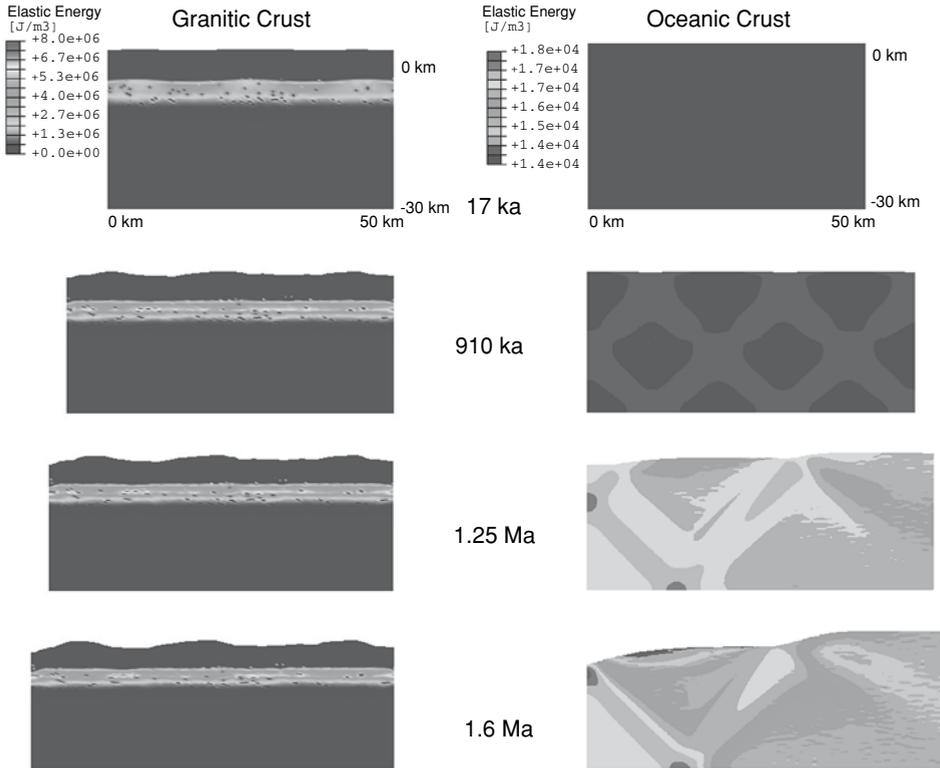 Elastic Energy
[J/m3]
+8.0e+06
+6.7e+06
+5.3e+06
+4.0e+06
+2.7e+06
+1.3e+06
+0.0e+00
Granitic Crust
0 km
-30 km
0 km
50 km
Elastic Energy
[J/m3]
+1.8e+04
+1.7e+04
+1.7e+04
+1.6e+04
+1.5e+04
+1.4e+04
+1.4e+04
Oceanic Crust
0 km
-30 km
0 km
50 km
17 ka
910 ka
1.25 Ma
1.6 Ma